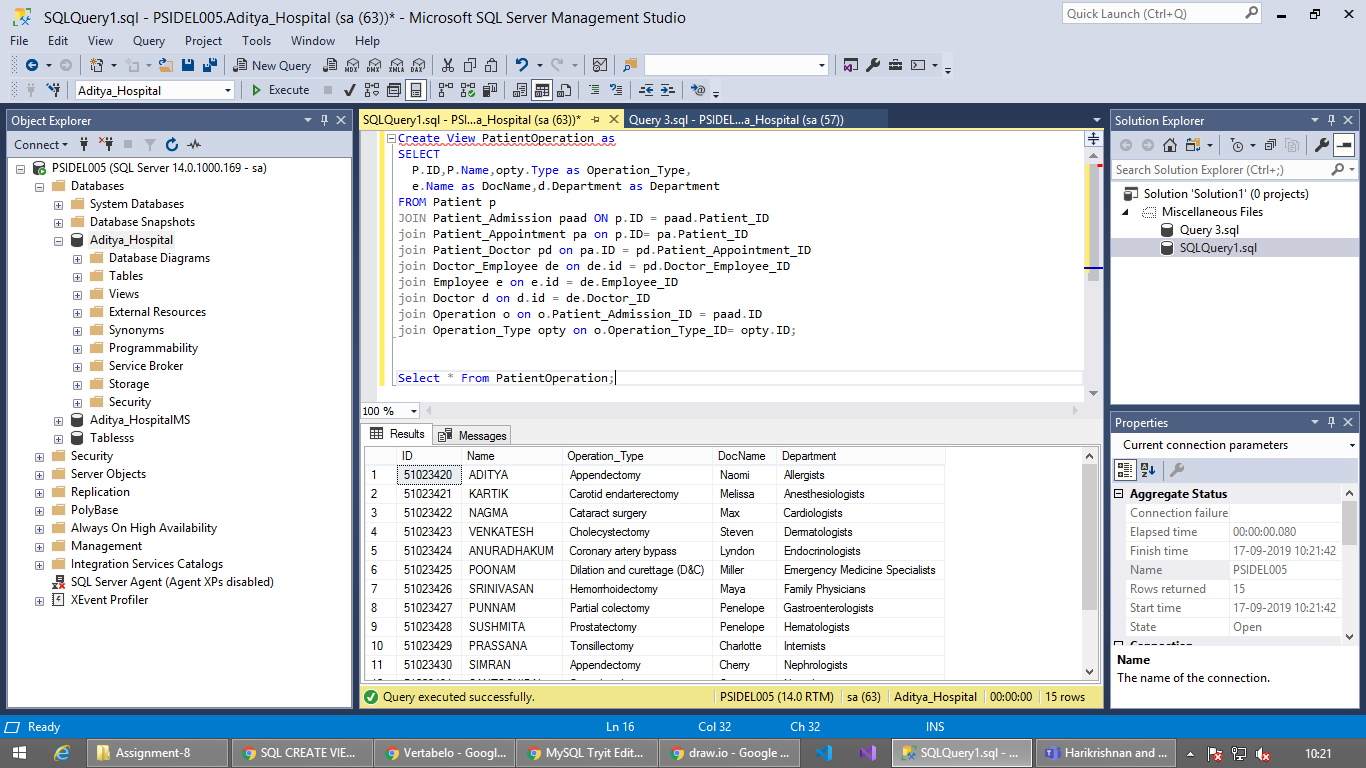 SQLQuery1.sql - PSIDEL005.Aditya_Hospital (sa (63))* - Microsoft SQL Server Management Studio
Quick Launch (Ctrl+Q)
File Edit View Query Project Tools Window Help
New Query
MDX DMX XMLA DAX
Aditya_Hospital
Execute
Object Explorer
Connect
PSIDEL005 (SQL Server 14.0.1000.169 - sa)
Databases
System Databases
Database Snapshots
Aditya_Hospital
Database Diagrams
Tables
Views
External Resources
Synonyms
Programmability
Service Broker
Storage
Security
Aditya_HospitalMS
Tablesss
Security
Server Objects
Replication
PolyBase
Always On High Availability
Management
Integration Services Catalogs
SQL Server Agent (Agent XPs disabled)
XEvent Profiler
SQLQuery1.sql - PSI...a_Hospital (sa (63))*
Query 3.sql - PSIDEL...a_Hospital (sa (57))
Create View PatientOperation as
SELECT
P.ID,P.Name,opty.Type as Operation_Type,
e.Name as DocName,d.Department as Department
FROM Patient p
JOIN Patient_Admission paad ON p.ID = paad.Patient_ID
join Patient_Appointment pa on p.ID= pa.Patient_ID
join Patient_Doctor pd on pa.ID = pd.Patient_Appointment_ID
join Doctor_Employee de on de.id = pd.Doctor_Employee_ID
join Employee e on e.id = de.Employee_ID
join Doctor d on d.id = de.Doctor_ID
join Operation o on o.Patient_Admission_ID = paad.ID
join Operation_Type opty on o.Operation_Type_ID= opty.ID;
Select * From PatientOperation;
100 %
Results Messages
ID Name Operation_Type DocName Department
1 51023420 ADITYA Appendectomy Naomi Allergists
2 51023421 KARTIK Carotid endarterectomy Melissa Anesthesiologists
3 51023422 NAGMA Cataract surgery Max Cardiologists
4 51023423 VENKATESH Cholecystectomy Steven Dermatologists
5 51023424 ANURADHAKUM Coronary artery bypass Lyndon Endocrinologists
6 51023425 POONAM Dilation and curettage (D&C) Miller Emergency Medicine Specialists
7 51023426 SRINIVASAN Hemorrhoidectomy Maya Family Physicians
8 51023427 PUNNAM Partial colectomy Penelope Gastroenterologists
9 51023428 SUSHMITA Prostatectomy Penelope Hematologists
10 51023429 PRASSANA Tonsillectomy Charlotte Internists
11 51023430 SIMRAN Appendectomy Cherry Nephrologists
Query executed successfully. PSIDEL005 (14.0 RTM) sa (63) Aditya_Hospital 00:00:00 15 rows
Solution Explorer
Search Solution Explorer (Ctrl+;)
Solution 'Solution1' (0 projects)
Miscellaneous Files
Query 3.sql
SQLQuery1.sql
Properties
Current connection parameters
Aggregate Status
Connection failure
Elapsed time 00:00:00.080
Finish time 17-09-2019 10:21:42
Name PSIDEL005
Rows returned 15
Start time 17-09-2019 10:21:42
State Open
Connection
Name
The name of the connection.
Ready Ln 16 Col 32 Ch 32 INS
Assignment-8
SQL CREATE VIE...
Vertabelo - Googl...
MySQL Tryit Edit...
draw.io - Google ...
SQLQuery1.sql - ...
Harikrishnan and ...
10:21